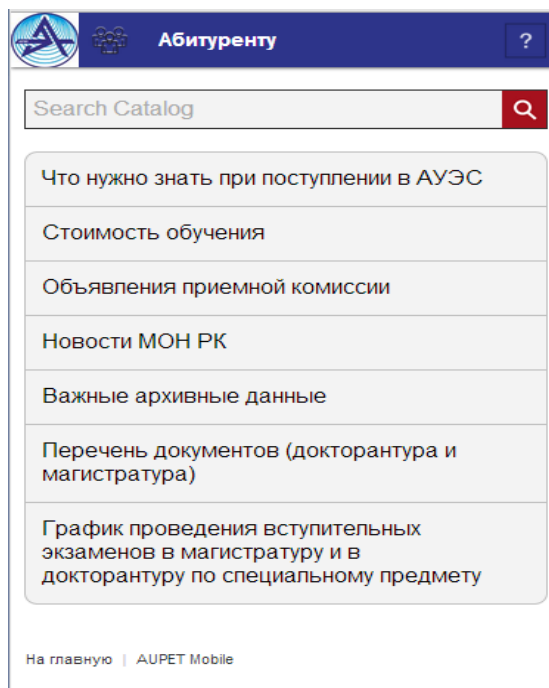 Абитуренту
?
Search Catalog
Что нужно знать при поступлении в АУЭС
Стоимость обучения
Объявления приемной комиссии
Новости МОН РК
Важные архивные данные
Перечень документов (докторантура и
магистратура)
График проведения вступительных
экзаменов в магистратуру и в
докторантуру по специальному предмету
На главную | AUPET Mobile